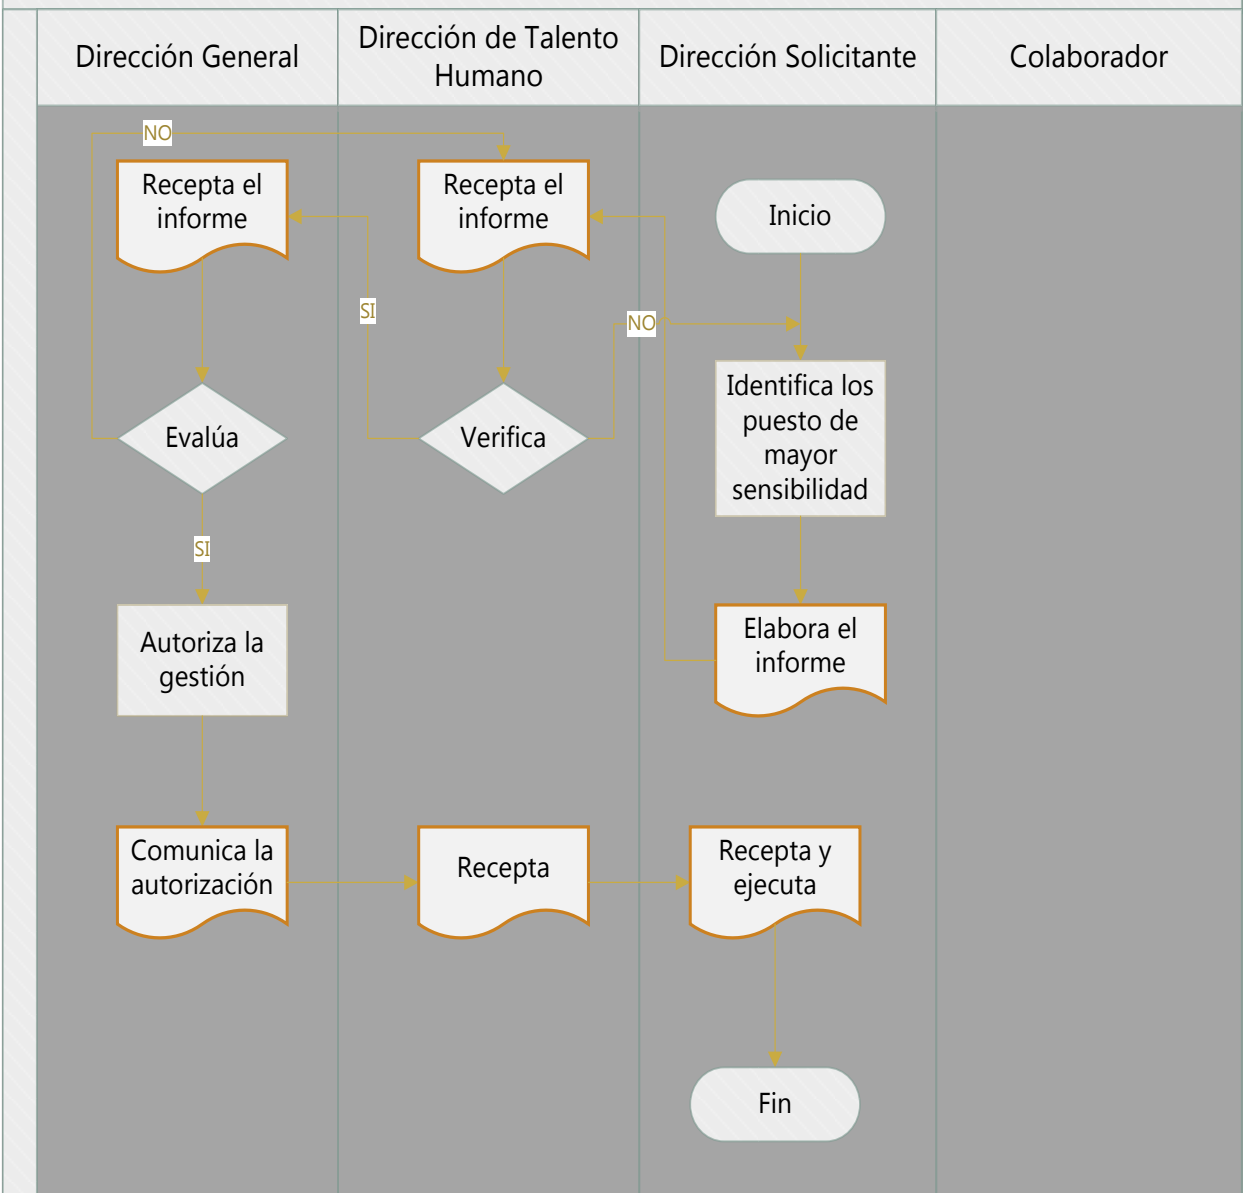 Dirección General
Dirección de Talento
Humano
Dirección Solicitante
Colaborador
NO
Recepta el
informe
Recepta el
informe
Inicio
SI
NO
Identifica los
puesto de
mayor
sensibilidad
Evalúa
Verifica
SI
Autoriza la
gestión
Elabora el
informe
Comunica la
autorización
Recepta
Recepta y
ejecuta
Fin